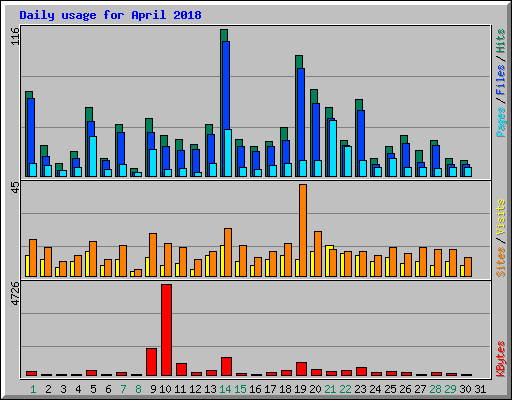 Daily usage for April 2018
116
Pages / Files / Hits
45
Sites / Visits
4726
KBytes
1 2 3 4 5 6 7 8 9 10 11 12 13 14 15 16 17 18 19 20 21 22 23 24 25 26 27 28 29 30 31